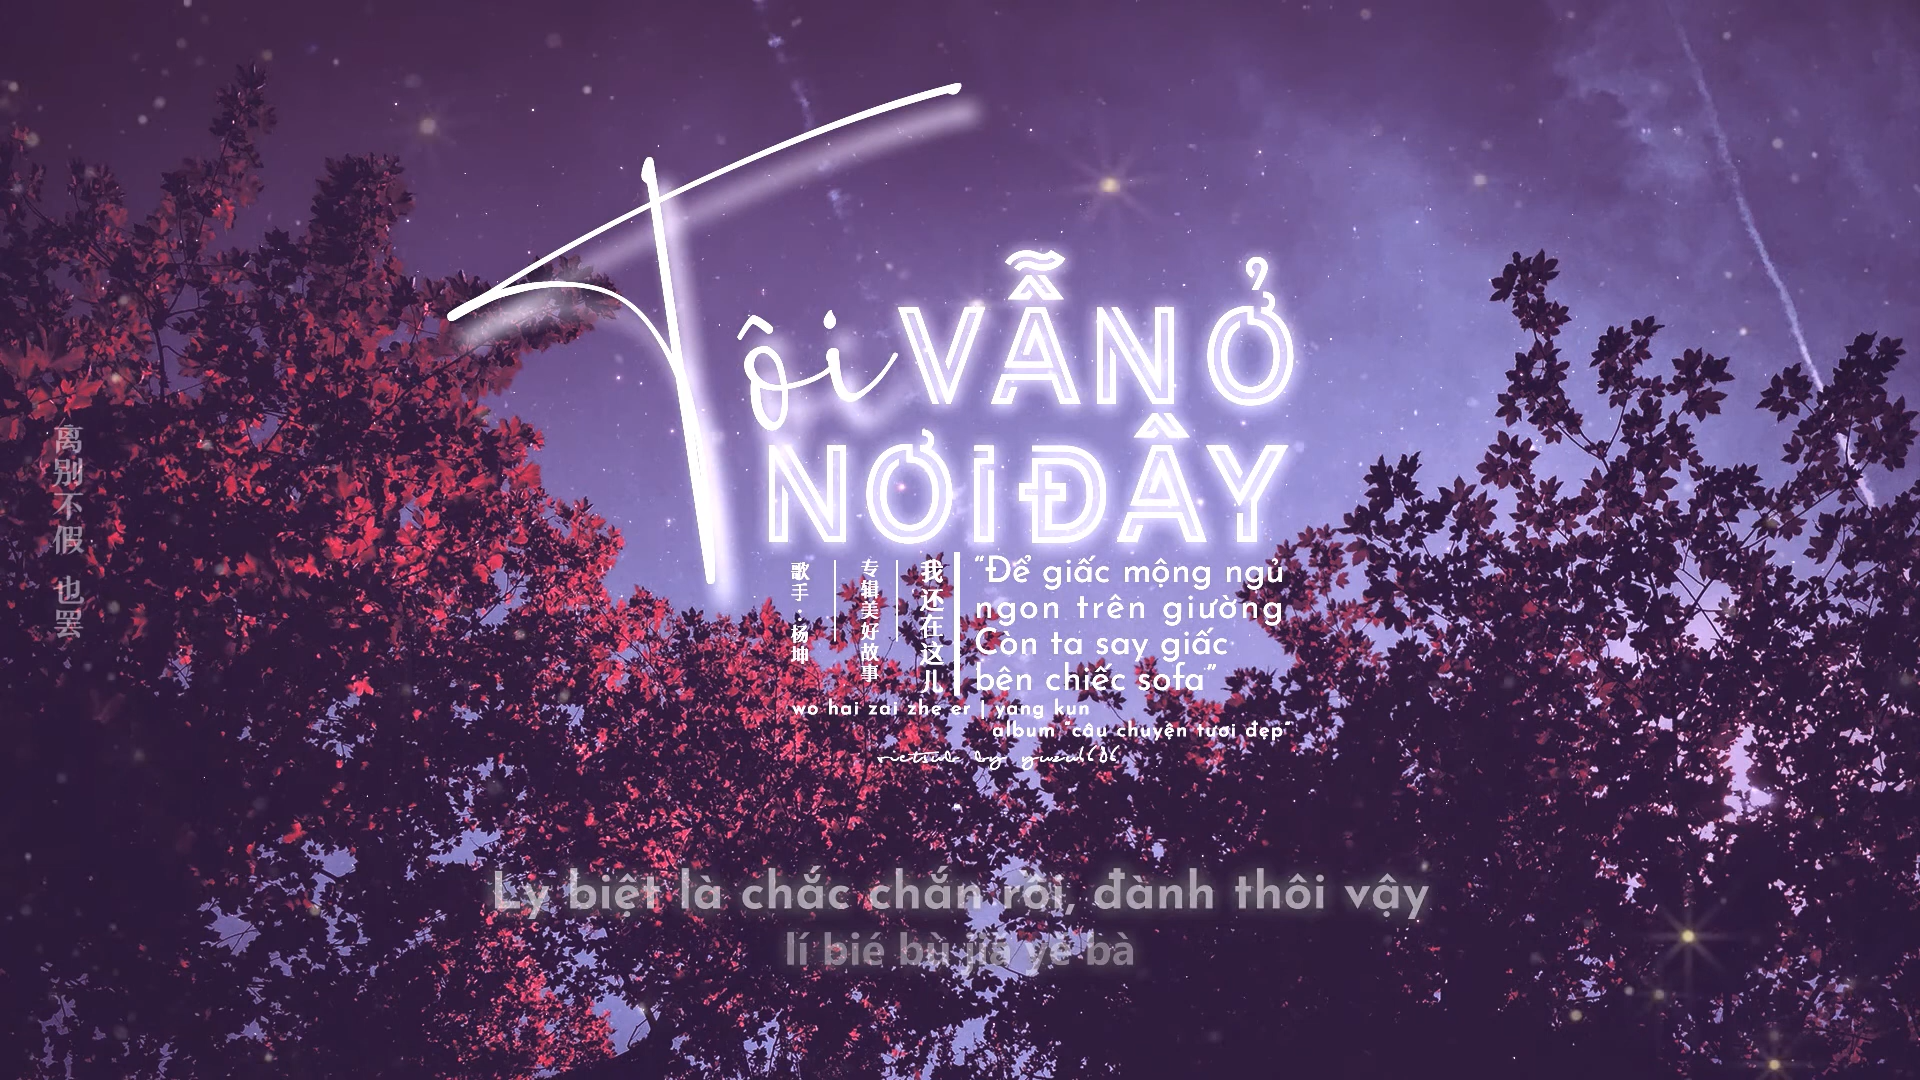 Tôi VẪN Ở
NƠI ĐÂY
歌手：杨坤
专辑美好故事
我还在这儿
“Để giấc mộng ngủ
ngon trên giường
Còn ta say giấc
bên chiếc sofa”
wo hai zai zhe er | yang kun
album “câu chuyện tươi đẹp”
vietsub by yueul606
离别不假 也罢
Ly biệt là chắc chắn rồi, đành thôi vậy
lí bié bù jiǎ yě bà